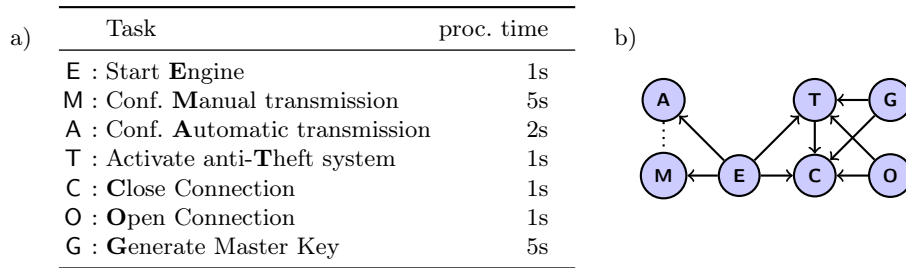 a)
Task proc. time
E : Start Engine 1s
M : Conf. Manual transmission 5s
A : Conf. Automatic transmission 2s
T : Activate anti-Theft system 1s
C : Close Connection 1s
O : Open Connection 1s
G : Generate Master Key 5s
b)
A T G
M E C O